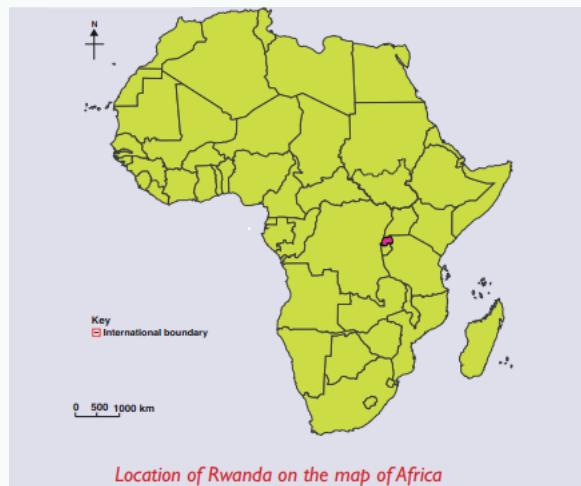 N
Key
International boundary
0 500 1000 km
Location of Rwanda on the map of Africa